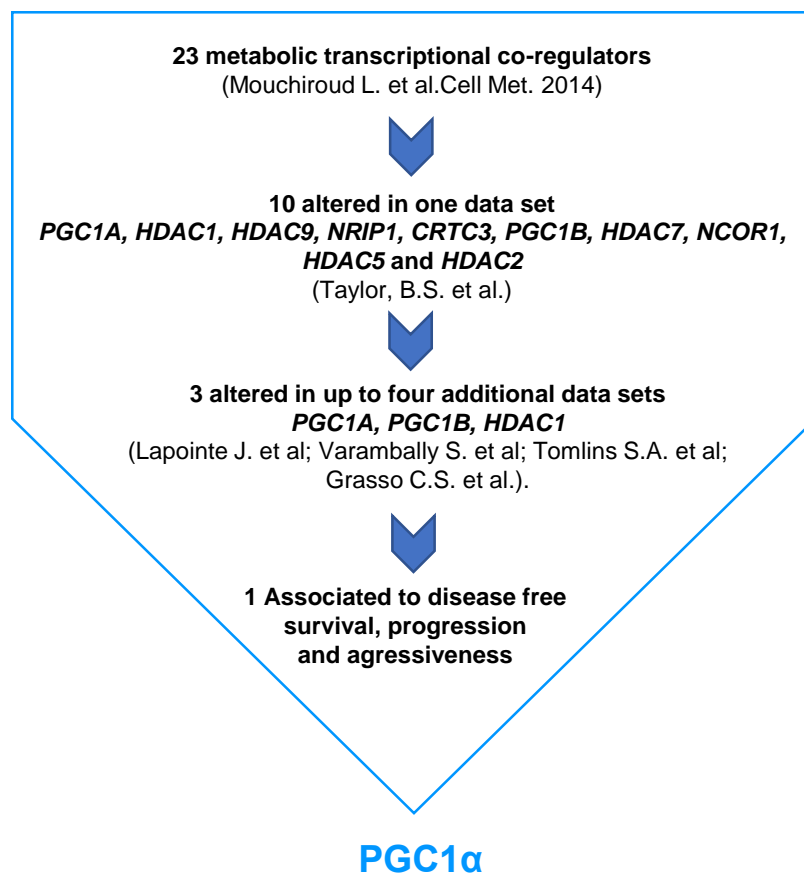 23 metabolic transcriptional co-regulators
(Mouchiroud L. et al.Cell Met. 2014)
10 altered in one data set
PGC1A, HDAC1, HDAC9, NRIP1, CRTC3, PGC1B, HDAC7, NCOR1,
HDAC5 and HDAC2
(Taylor, B.S. et al.)
3 altered in up to four additional data sets
PGC1A, PGC1B, HDAC1
(Lapointe J. et al; Varambally S. et al; Tomlins S.A. et al;
Grasso C.S. et al.).
1 Associated to disease free
survival, progression
and agressiveness
PGC1α